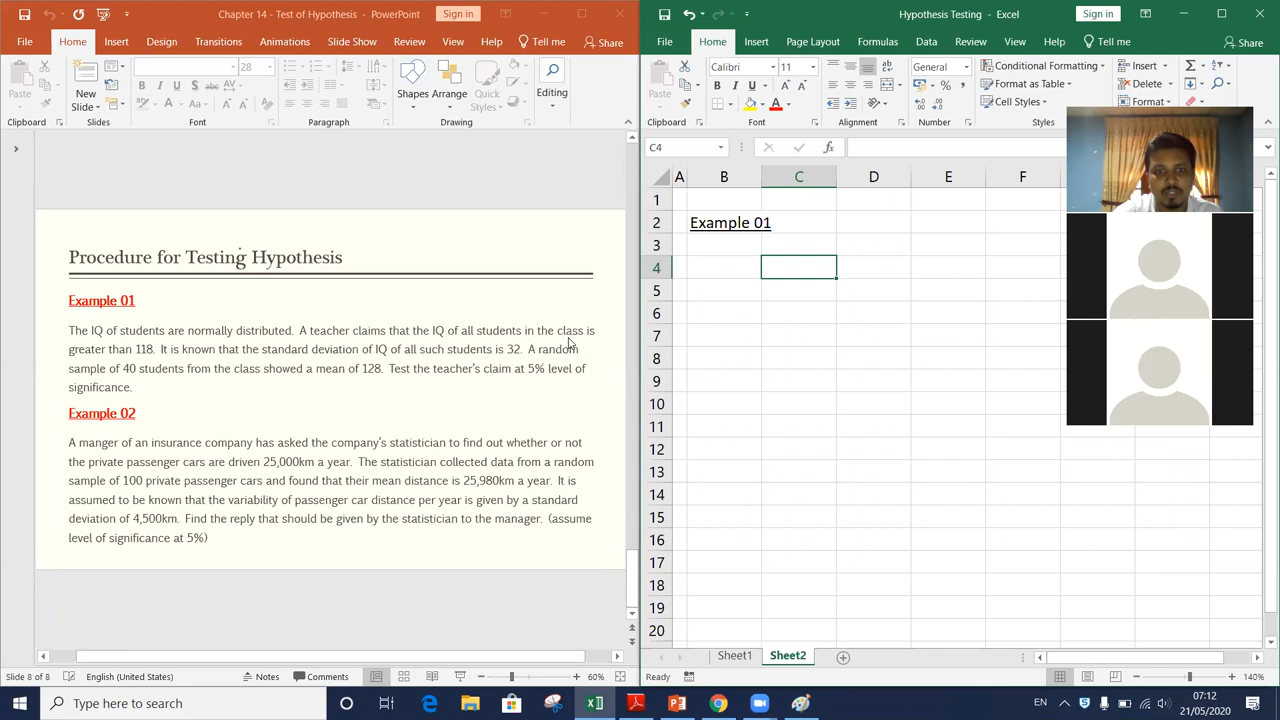 Chapter 14 - Test of Hypothesis - PowerPoint
Sign in
File Home Insert Design Transitions Animations Slide Show Review View Help Tell me Share
Paste
New
Slide
28
B I U S abc AV
Aa A A
Shapes Arrange Quick
Styles
Editing
Clipboard Slides Font Paragraph Drawing
Procedure for Testing Hypothesis
Example 01
The IQ of students are normally distributed. A teacher claims that the IQ of all students in the class is
greater than 118. It is known that the standard deviation of IQ of all such students is 32. A random
sample of 40 students from the class showed a mean of 128. Test the teacher's claim at 5% level of
significance.
Example 02
A manger of an insurance company has asked the company's statistician to find out whether or not
the private passenger cars are driven 25,000km a year. The statistician collected data from a random
sample of 100 private passenger cars and found that their mean distance is 25,980km a year. It is
assumed to be known that the variability of passenger car distance per year is given by a standard
deviation of 4,500km. Find the reply that should be given by the statistician to the manager. (assume
level of significance at 5%)
Slide 8 of 8 English (United States) Notes Comments 60%
Hypothesis Testing - Excel
Sign in
File Home Insert Page Layout Formulas Data Review View Help Tell me Share
Paste
Calibri 11
B I U
General
%
Conditional Formatting
Format as Table
Cell Styles
Insert
Delete
Format
Clipboard Font Alignment Number Styles
C4 fx
A B C D E F
1
2 Example 01
3
4
5
6
7
8
9
10
11
12
13
14
15
16
17
18
19
20
Sheet1 Sheet2
Ready 140%
Type here to search
EN
07:12
21/05/2020